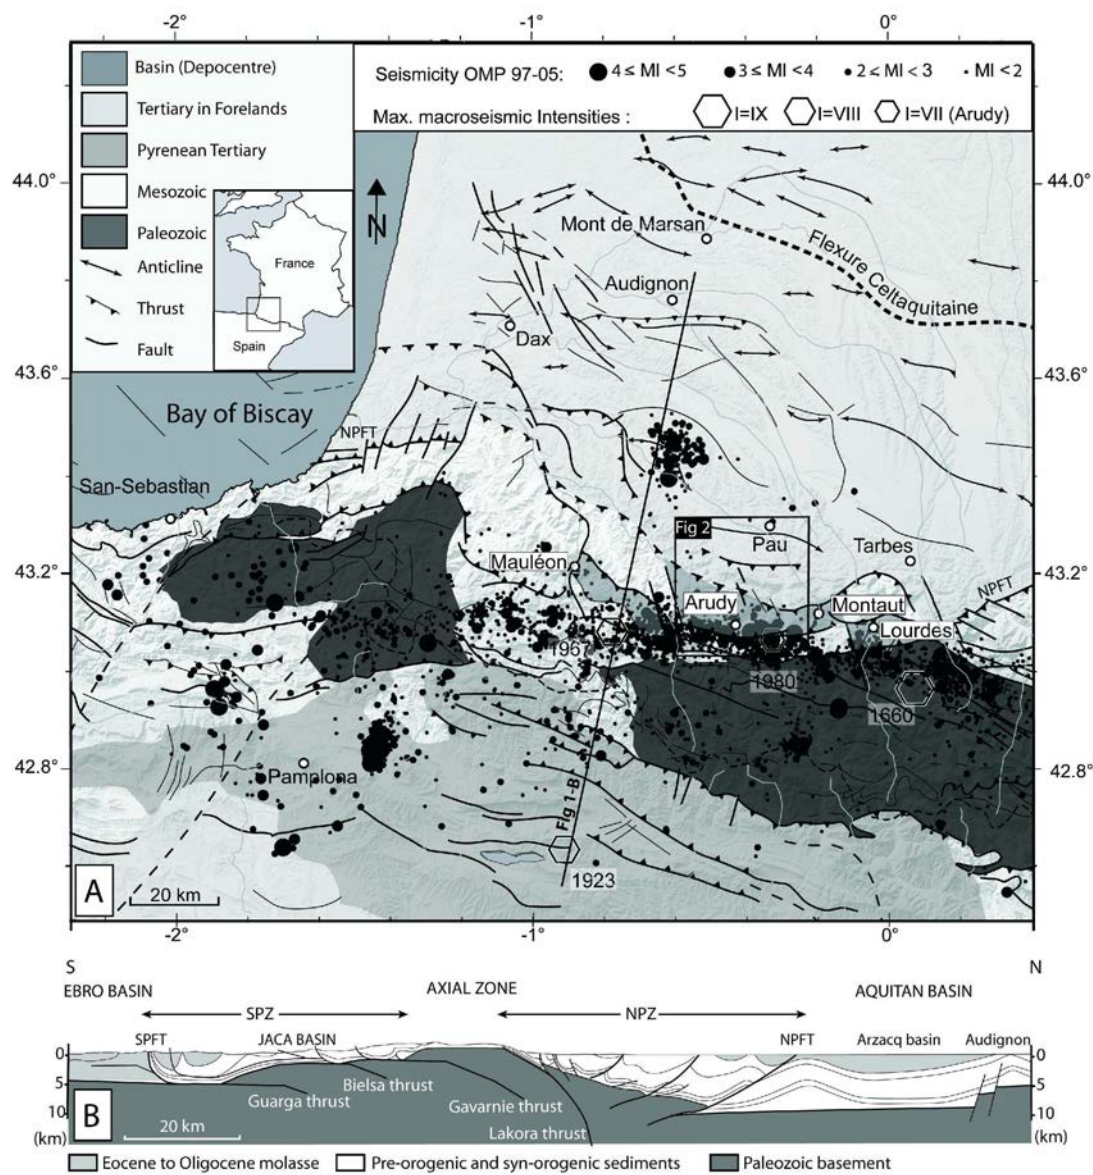 -2° -1° 0°
Basin (Depocentre)
Tertiary in Forelands
Pyrenean Tertiary
Mesozoic
Paleozoic
Anticline
Thrust
Fault
N
France
Spain
Seismicity OMP 97-05: 4 ≤ Ml <5 3 ≤ Ml <4 2 ≤ Ml < 3 Ml < 2
Max. macroseismic Intensities : I=IX I=VIII I=VII (Arudy)
44.0° 44.0°
Mont de Marsan
Flexure Celtaquitaine
Audignon
Dax
43.6° 43.6°
Bay of Biscay
NPFT
San-Sebastian
Fig 2
Pau
Tarbes
Mauléon
43.2° 43.2°
NPFT
Arudy
Montaut
Lourdes
1967
1980
1660
42.8° 42.8°
Pamplona
Fig 1-B
1923
A
20 km
-2° -1° 0°
S N
EBRO BASIN AXIAL ZONE AQUITAN BASIN
SPZ NPZ
SPFT JACA BASIN NPFT Arzacq basin Audignon
0 0
5 5
10 10
(km) (km)
Bielsa thrust
Guarga thrust
Gavarnie thrust
Lakora thrust
B
20 km
Eocene to Oligocene molasse Pre-orogenic and syn-orogenic sediments Paleozoic basement